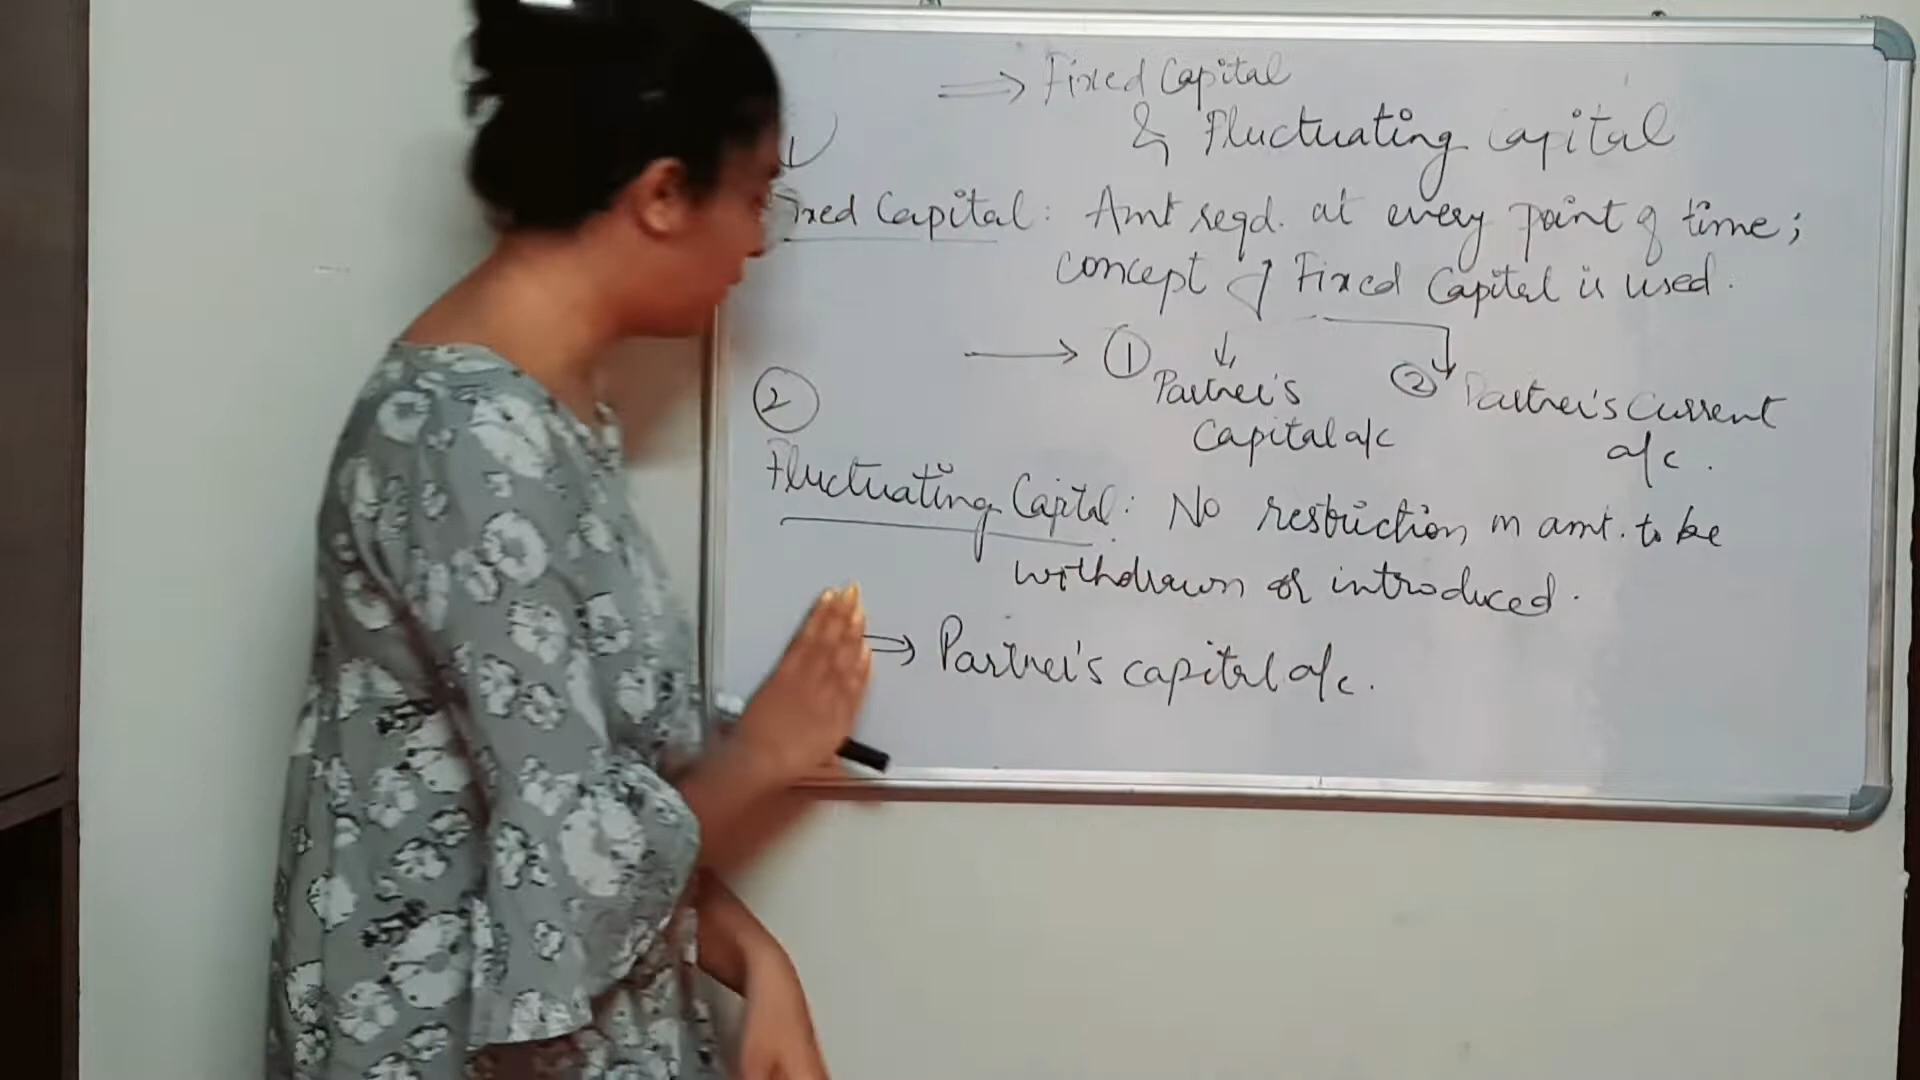 ⇒ Fixed Capital
& Fluctuating capital
1
Fixed Capital: Amt reqd. at every point of time;
concept of Fixed Capital is used.
→ ① Partner's ② Partner's Current
Capital a/c a/c.
②
Fluctuating Capital: No restriction in amt. to be
withdrawn or introduced.
⇒ Partner's capital a/c.